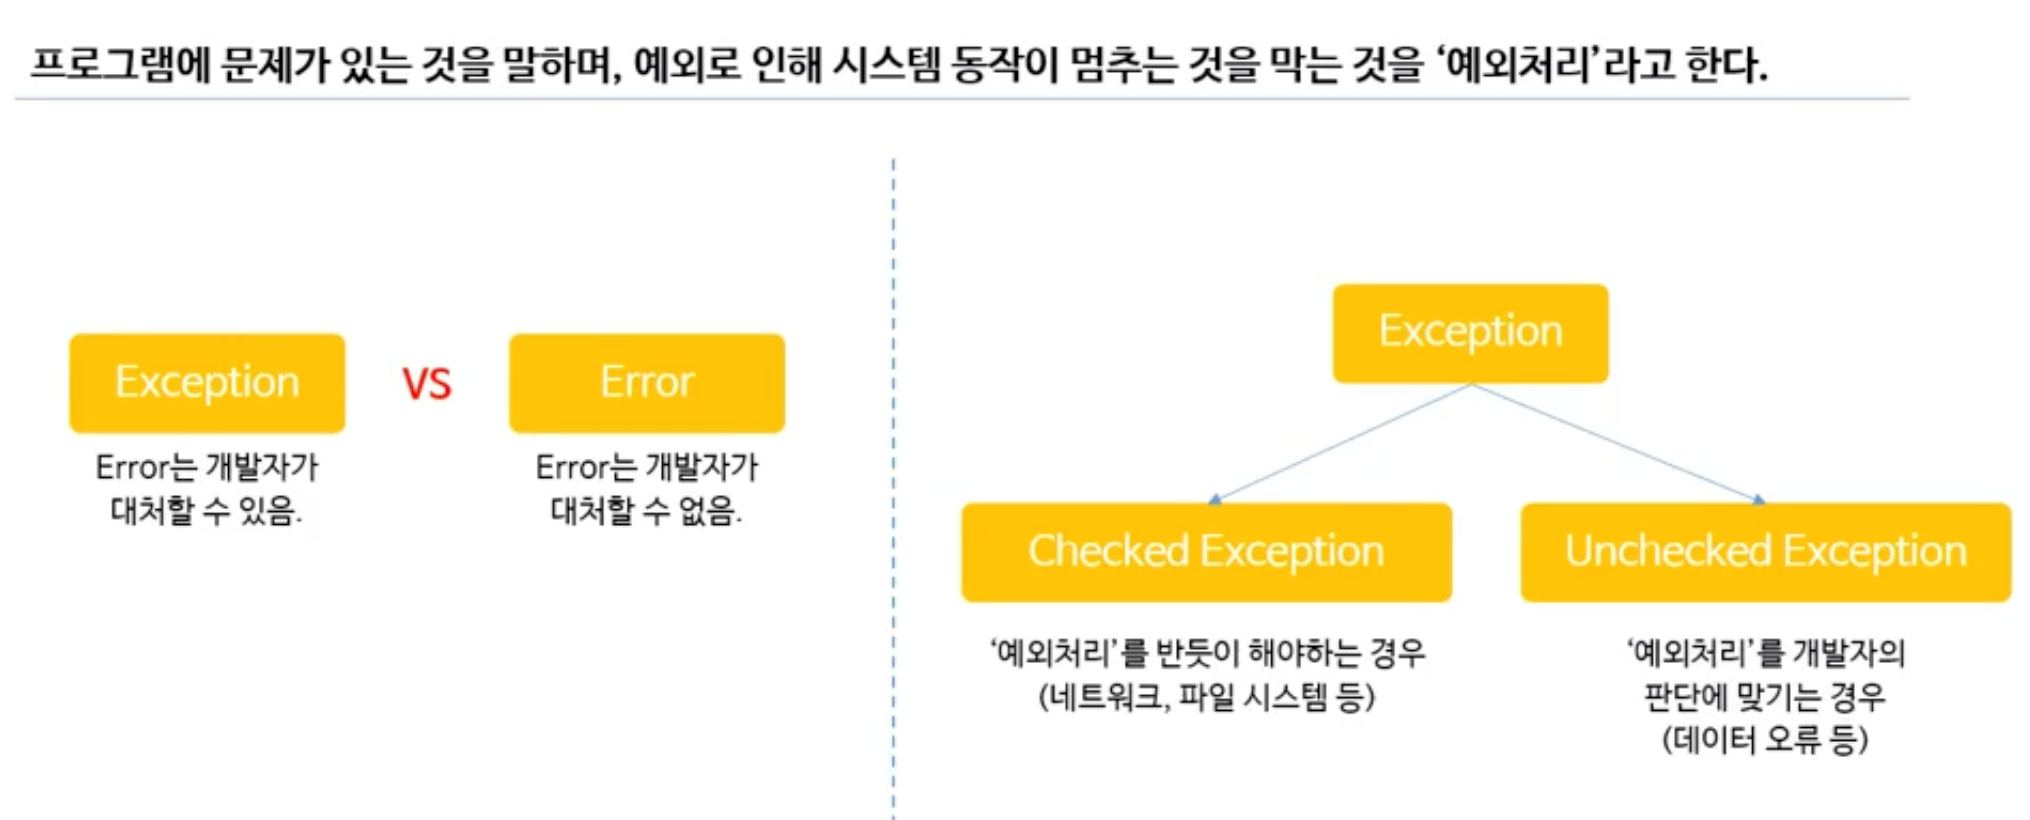 프로그램에 문제가 있는 것을 말하며, 예외로 인해 시스템 동작이 멈추는 것을 막는 것을 ‘예외처리’라고 한다.
Exception
VS
Error
Error는 개발자가
대처할 수 있음.
Error는 개발자가
대처할 수 없음.
Exception
Checked Exception
Unchecked Exception
‘예외처리’를 반듯이 해야하는 경우
(네트워크, 파일 시스템 등)
‘예외처리’를 개발자의
판단에 맞기는 경우
(데이터 오류 등)